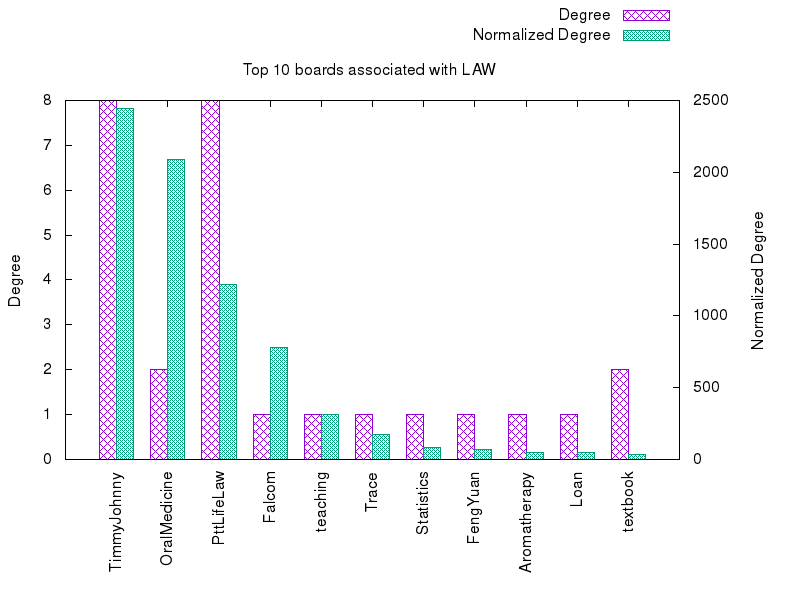 Degree
Normalized Degree
Top 10 boards associated with LAW
8 2500
7
2000
6
5 1500
4
3 1000
2
500
1
0 0
Degree
Normalized Degree
TimmyJohnny
OralMedicine
PttLifeLaw
Falcom
teaching
Trace
Statistics
FengYuan
Aromatherapy
Loan
textbook